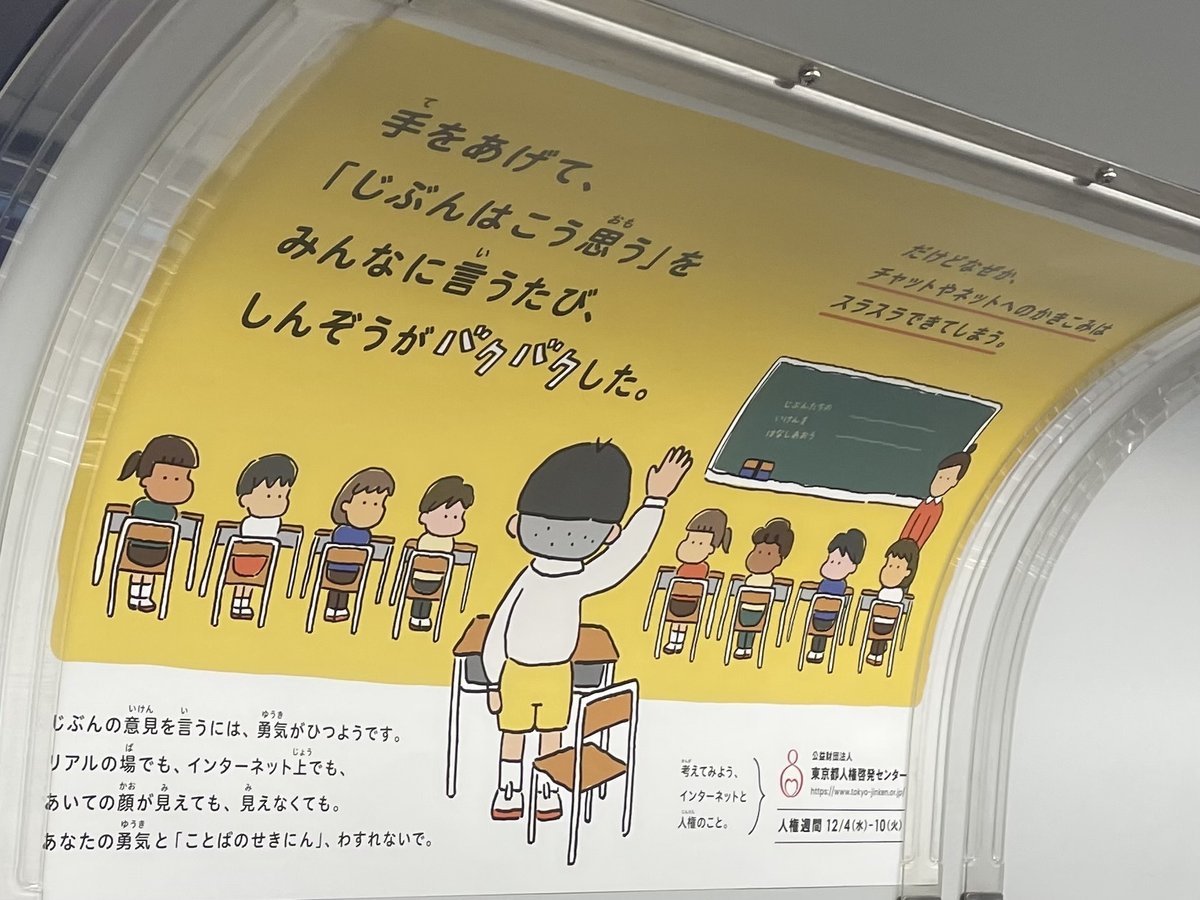 手をあげて、
「じぶんはこう思う」を
みんなに言うたび、
しんぞうがバクバクした。
だけどなぜか、
チャットやネットへのかきこみは
スラスラできてしまう。
じぶんたちの
いけんを
はなしあおう
じぶんの意見を言うには、勇気がひつようです。
リアルの場でも、インターネット上でも、
あいての顔が見えても、見えなくても。
あなたの勇気と「ことばのせきにん」、わすれないで。
考えてみよう、
インターネットと
人権のこと。
公益財団法人
東京都人権啓発センター
https://www.tokyo-jinken.or.jp/
人権週間 12/4(水)-10(火)